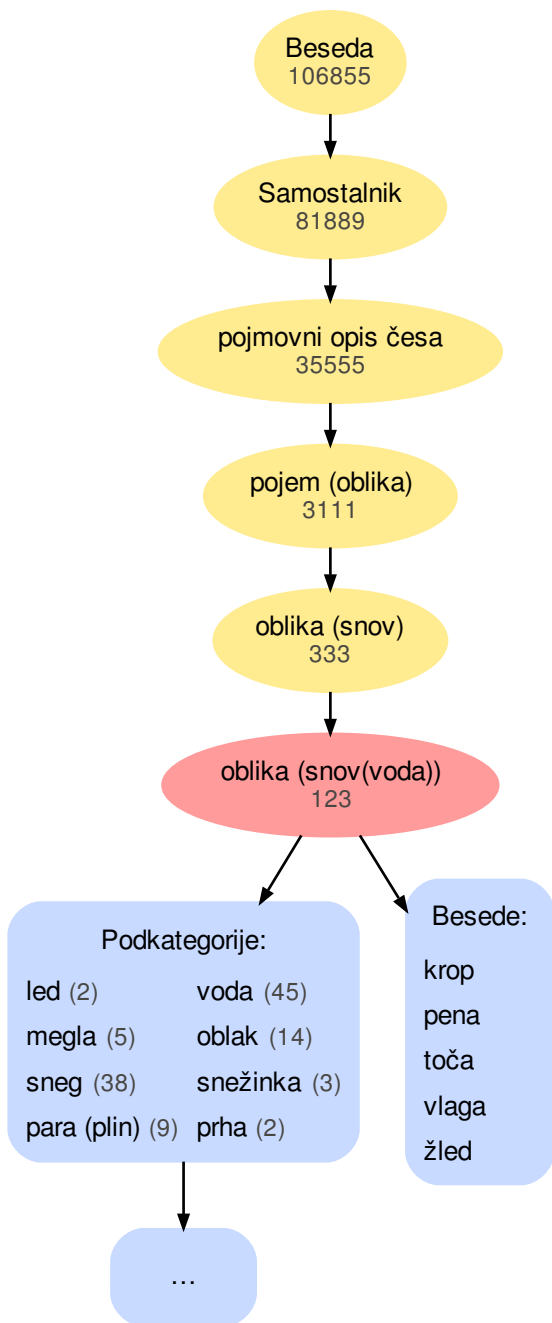 Beseda
106855
Samostalnik
81889
pojmovni opis česa
35555
pojem (oblika)
3111
oblika (snov)
333
oblika (snov(voda))
123
Podkategorije:
led (2) voda (45)
megla (5) oblak (14)
sneg (38) snežinka (3)
para (plin) (9) prha (2)
Besede:
krop
pena
toča
vlaga
žled
...